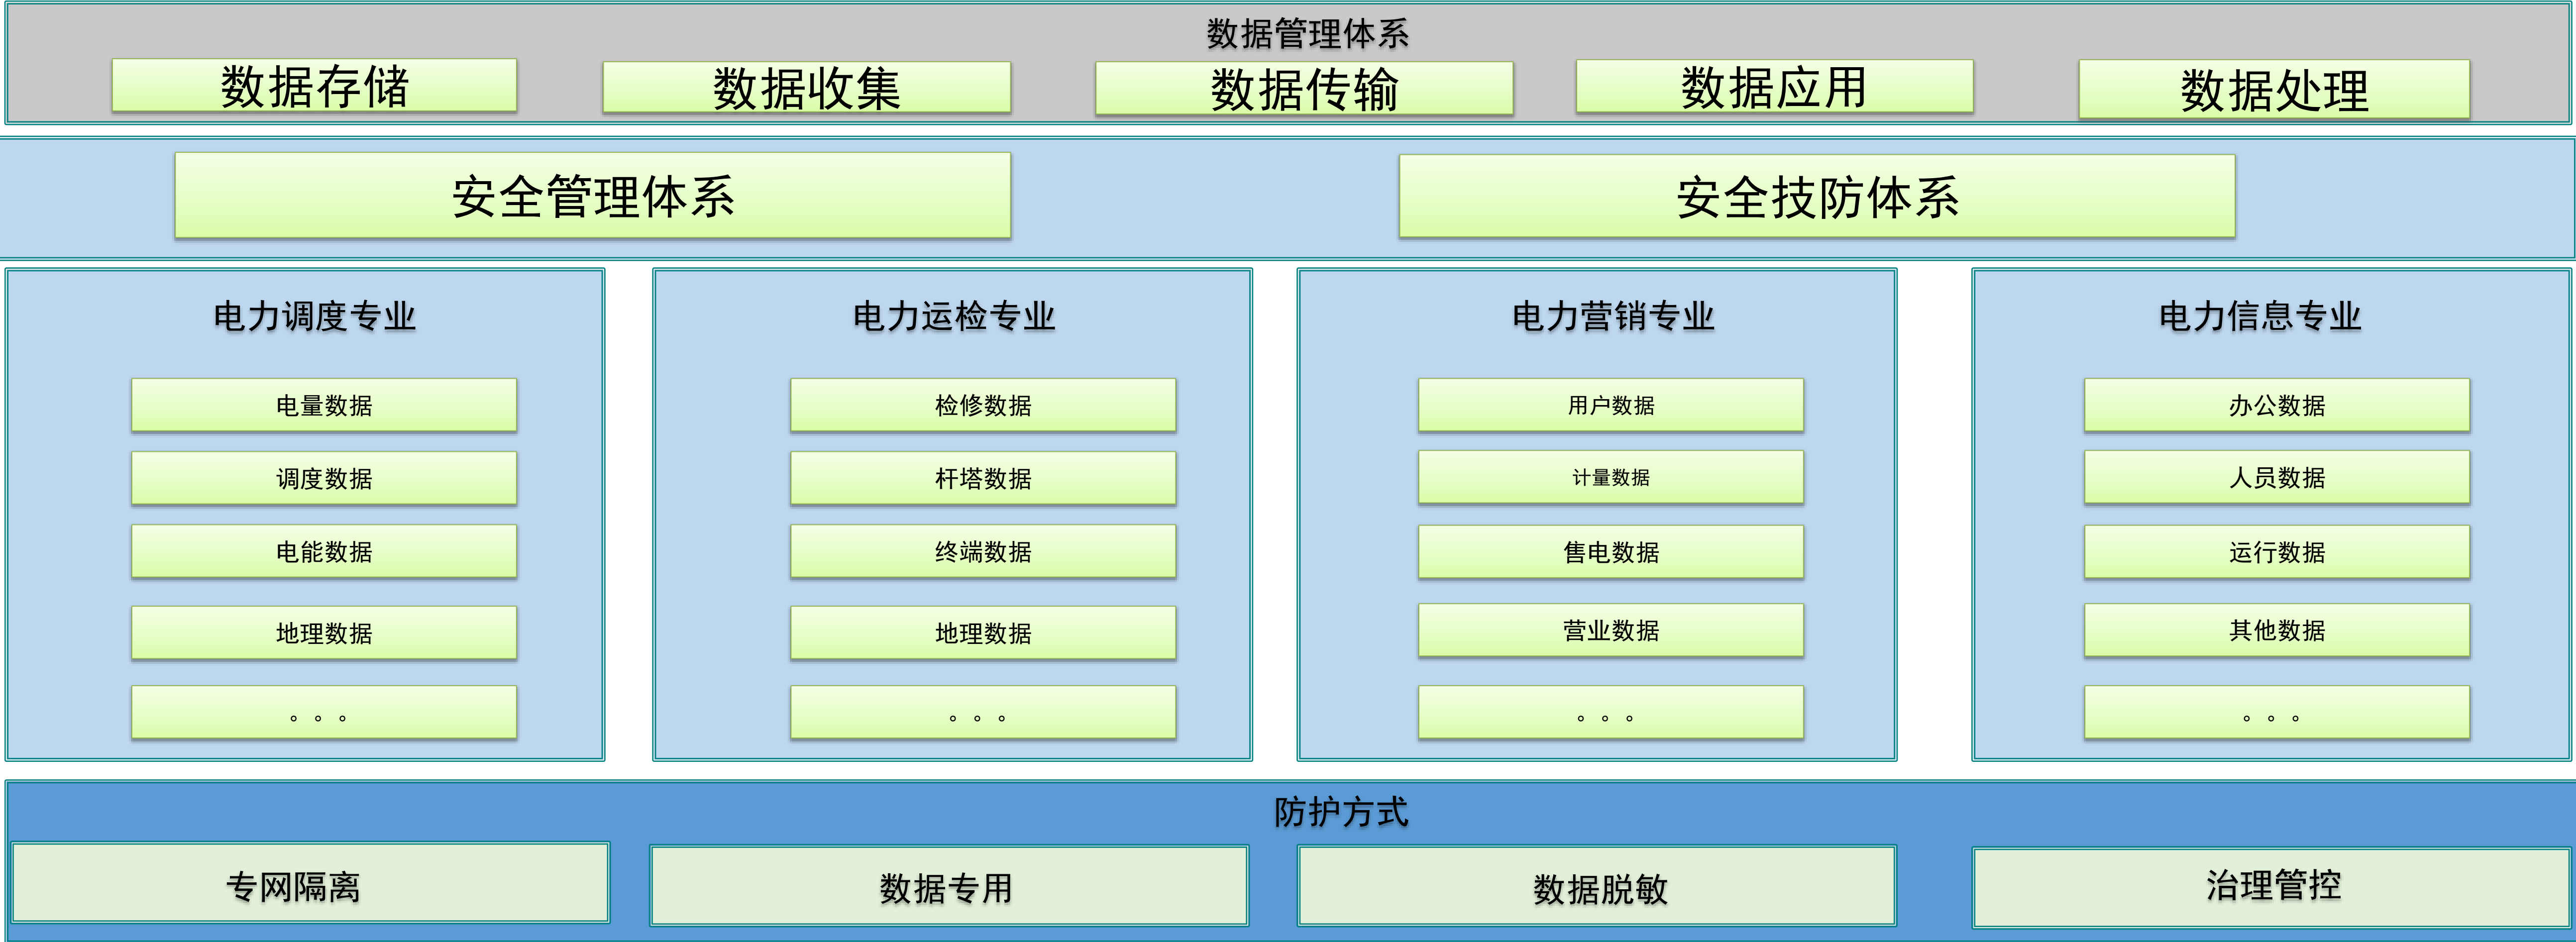 数据管理体系
数据存储
数据收集
数据传输
数据应用
数据处理
安全管理体系
安全技防体系
电力调度专业
电量数据
调度数据
电能数据
地理数据
。。。
电力运检专业
检修数据
杆塔数据
终端数据
地理数据
。。。
电力营销专业
用户数据
计量数据
售电数据
营业数据
。。。
电力信息专业
办公数据
人员数据
运行数据
其他数据
。。。
防护方式
专网隔离
数据专用
数据脱敏
治理管控